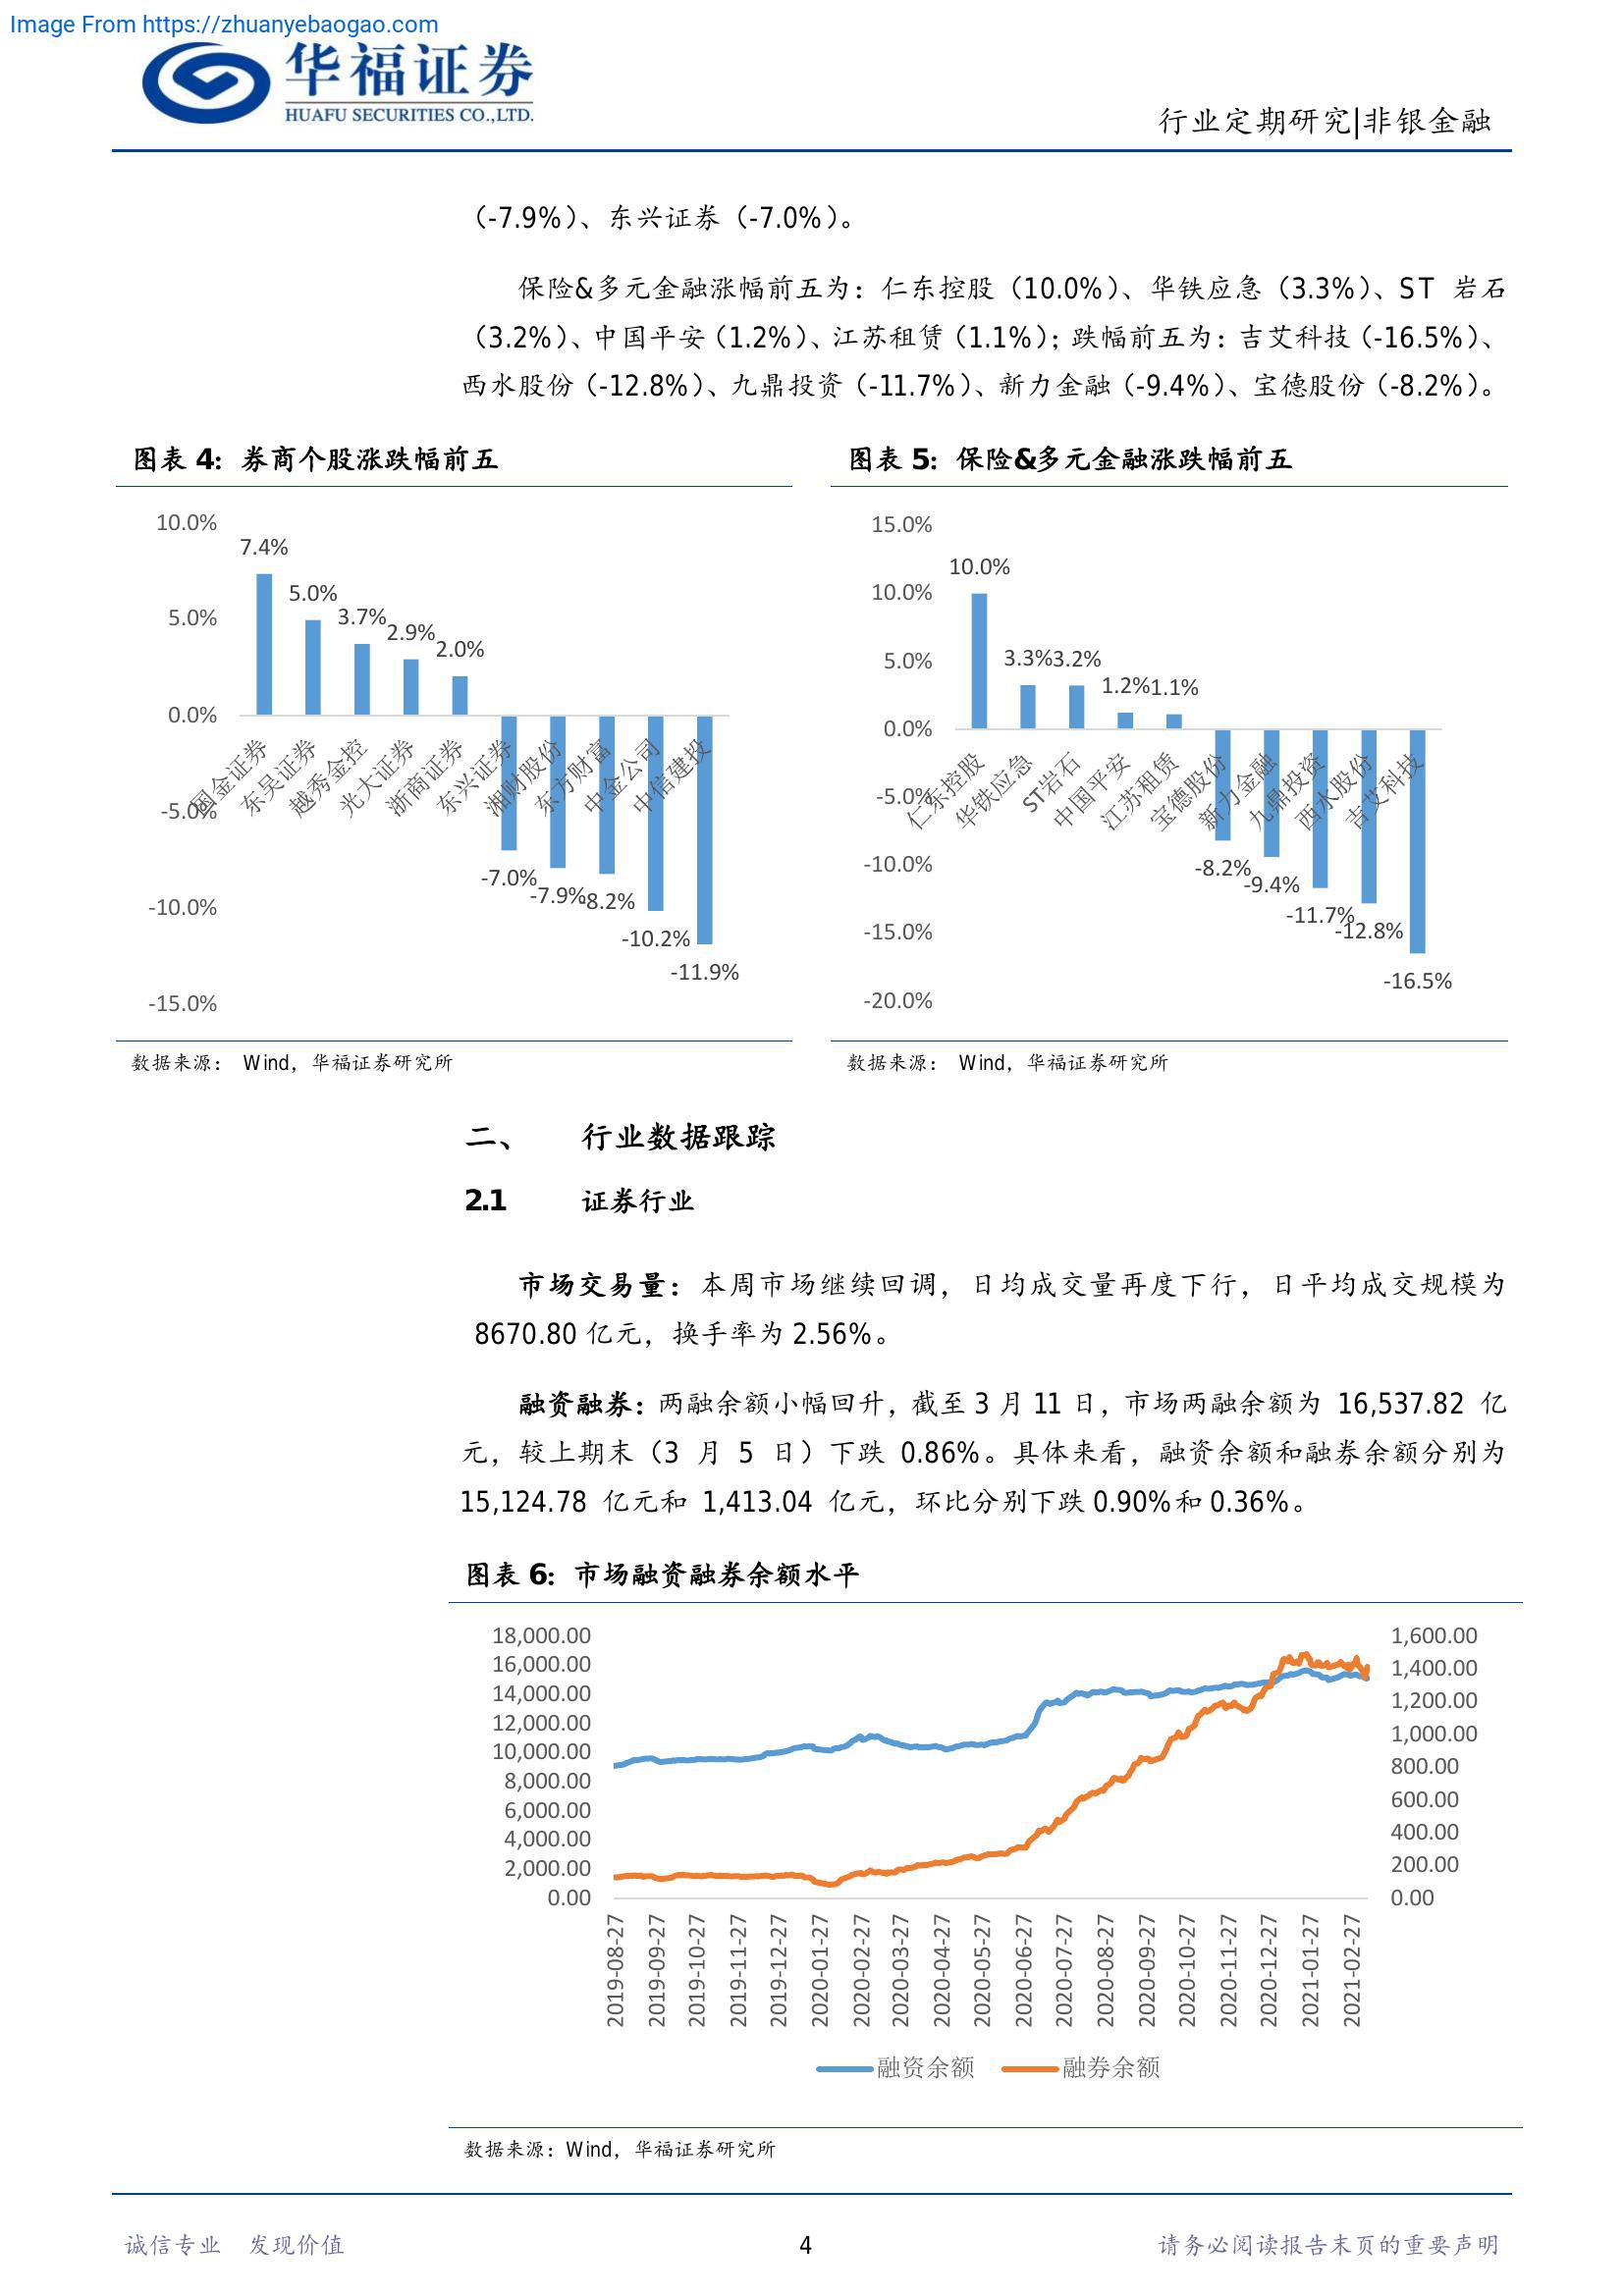 Image From https://zhuanyebaogao.com
华福证券
HUAFU SECURITIES CO.,LTD.
行业定期研究|非银金融
（-7.9%）、东兴证券（-7.0%）。
保险&多元金融涨幅前五为：仁东控股（10.0%）、华铁应急（3.3%）、ST 岩石
（3.2%）、中国平安（1.2%）、江苏租赁（1.1%）；跌幅前五为：吉艾科技（-16.5%）、
西水股份（-12.8%）、九鼎投资（-11.7%）、新力金融（-9.4%）、宝德股份（-8.2%）。
图表 4：券商个股涨跌幅前五
10.0%
5.0%
0.0%
-5.0%
-10.0%
-15.0%
7.4%
5.0%
3.7%
2.9%
2.0%
-7.0%
-7.9%
-8.2%
-10.2%
-11.9%
国金证券
东吴证券
越秀金控
光大证券
浙商证券
东兴证券
湘财股份
东方财富
中金公司
中信建投
数据来源： Wind，华福证券研究所
图表 5：保险&多元金融涨跌幅前五
15.0%
10.0%
5.0%
0.0%
-5.0%
-10.0%
-15.0%
-20.0%
10.0%
3.3%
3.2%
1.2%
1.1%
-8.2%
-9.4%
-11.7%
-12.8%
-16.5%
仁东控股
华铁应急
ST岩石
中国平安
江苏租赁
宝德股份
新力金融
九鼎投资
西水股份
吉艾科技
数据来源： Wind，华福证券研究所
二、 行业数据跟踪
2.1 证券行业
市场交易量：本周市场继续回调，日均成交量再度下行，日平均成交规模为
8670.80 亿元，换手率为 2.56%。
融资融券：两融余额小幅回升，截至 3 月 11 日，市场两融余额为 16,537.82 亿
元，较上期末（3 月 5 日）下跌 0.86%。具体来看，融资余额和融券余额分别为
15,124.78 亿元和 1,413.04 亿元，环比分别下跌 0.90%和 0.36%。
图表 6：市场融资融券余额水平
18,000.00
16,000.00
14,000.00
12,000.00
10,000.00
8,000.00
6,000.00
4,000.00
2,000.00
0.00
1,600.00
1,400.00
1,200.00
1,000.00
800.00
600.00
400.00
200.00
0.00
2019-08-27
2019-09-27
2019-10-27
2019-11-27
2019-12-27
2020-01-27
2020-02-27
2020-03-27
2020-04-27
2020-05-27
2020-06-27
2020-07-27
2020-08-27
2020-09-27
2020-10-27
2020-11-27
2020-12-27
2021-01-27
2021-02-27
融资余额
融券余额
数据来源：Wind，华福证券研究所
诚信专业 发现价值
4
请务必阅读报告末页的重要声明